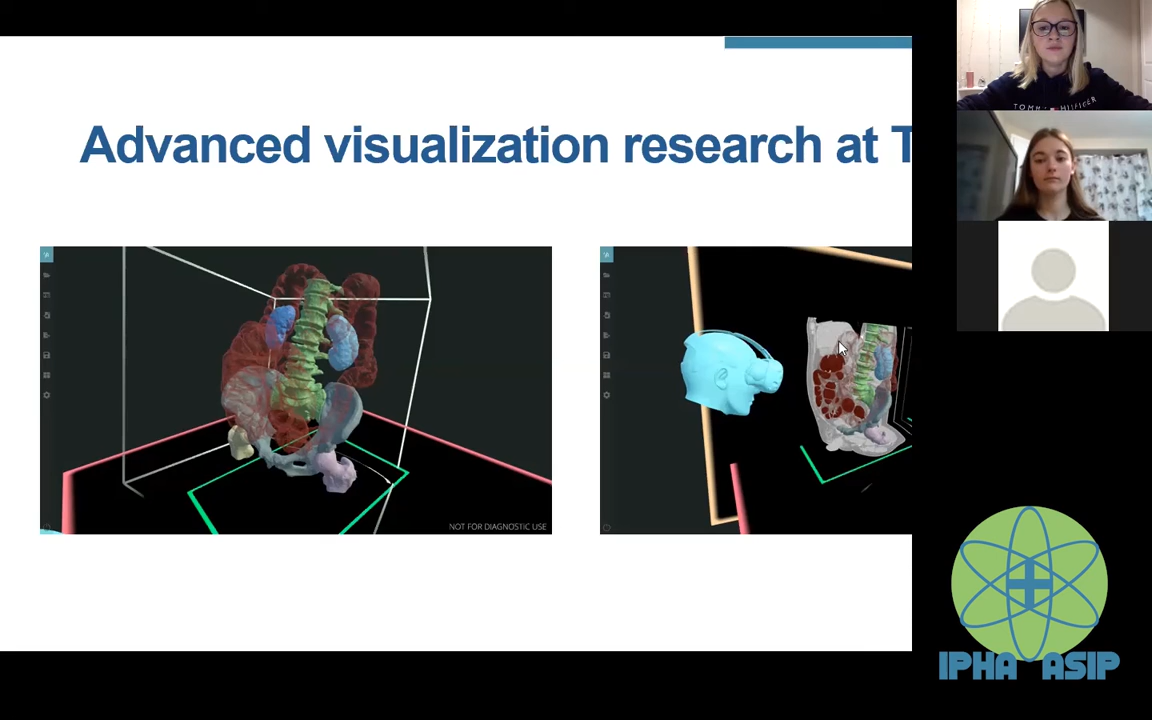 Advanced visualization research at T
NOT FOR DIAGNOSTIC USE
TOMMY HILFIGER
IPHA ASIP